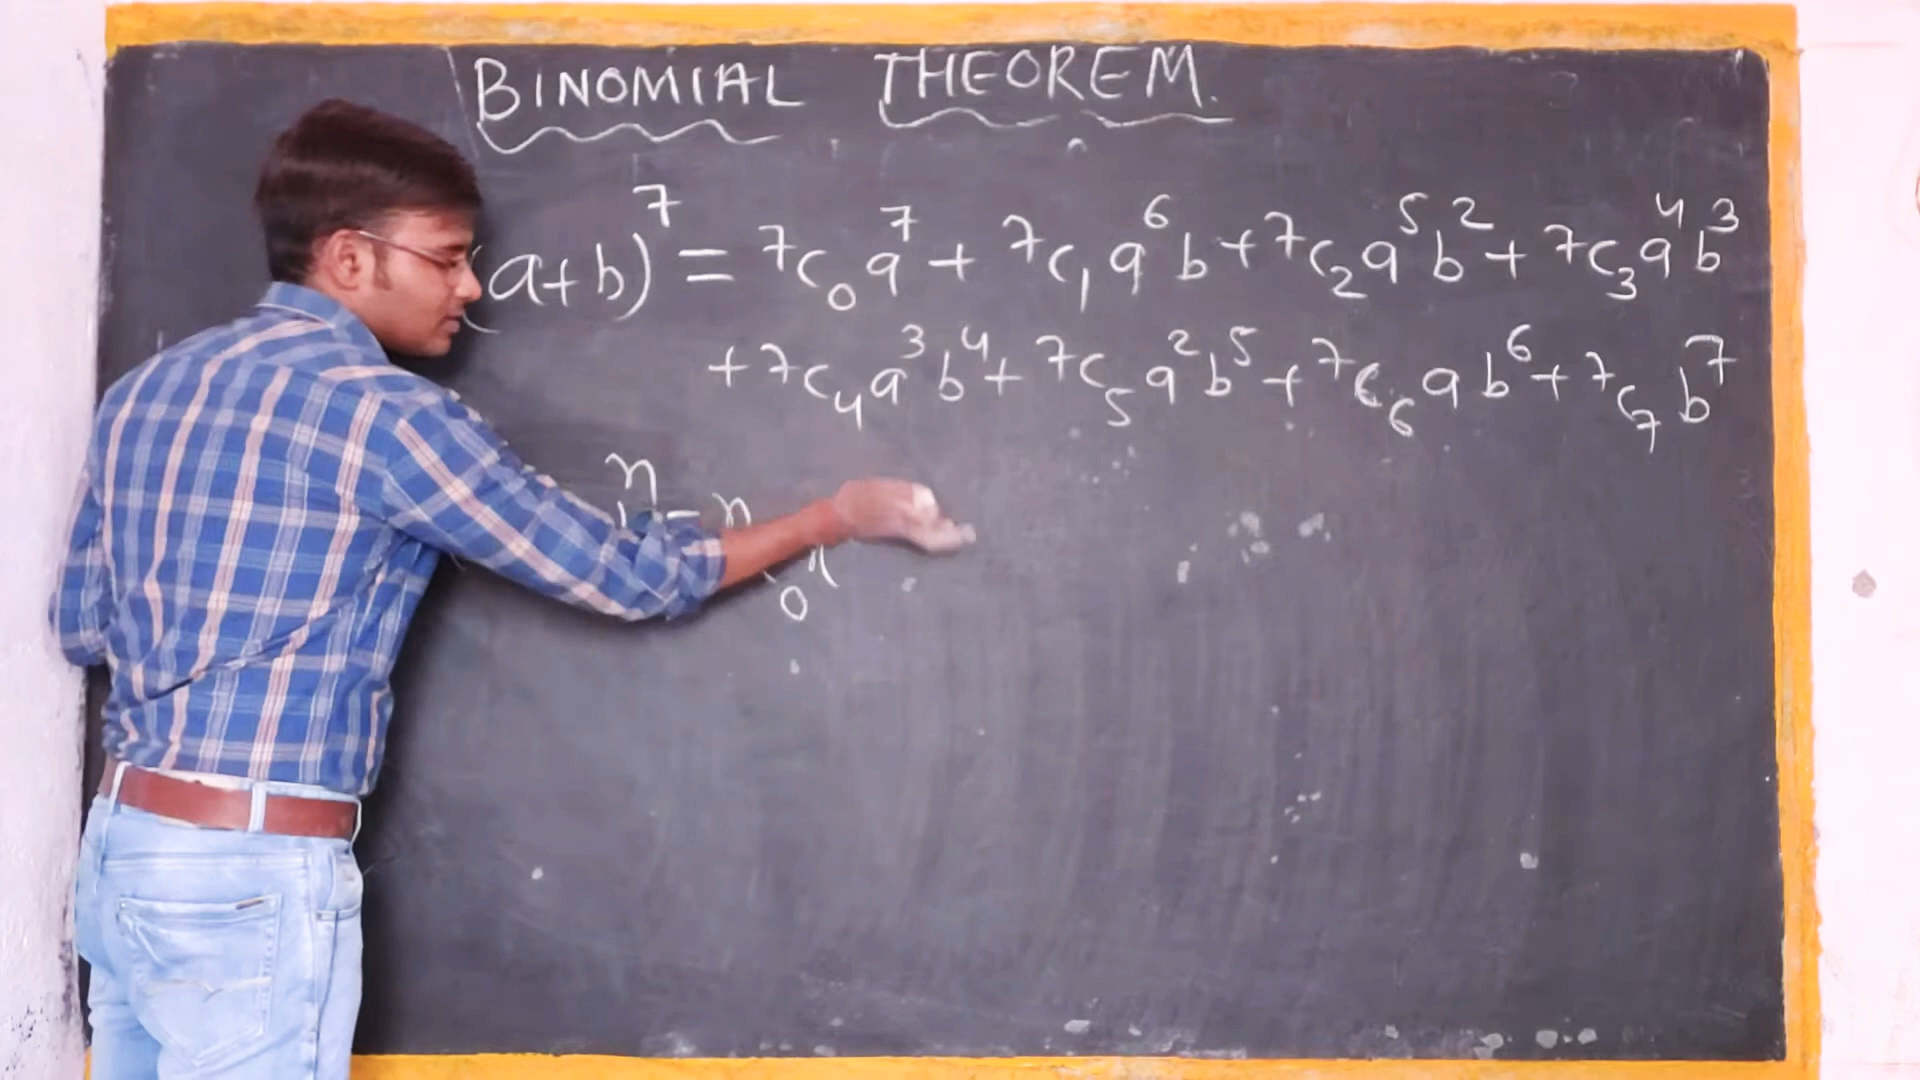 BINOMIAL THEOREM.
(a+b)⁷ = ⁷C₀a⁷ + ⁷C₁a⁶b + ⁷C₂a⁵b² + ⁷C₃a⁴b³
+ ⁷C₄a³b⁴ + ⁷C₅a²b⁵ + ⁷C₆ab⁶ + ⁷C₇b⁷